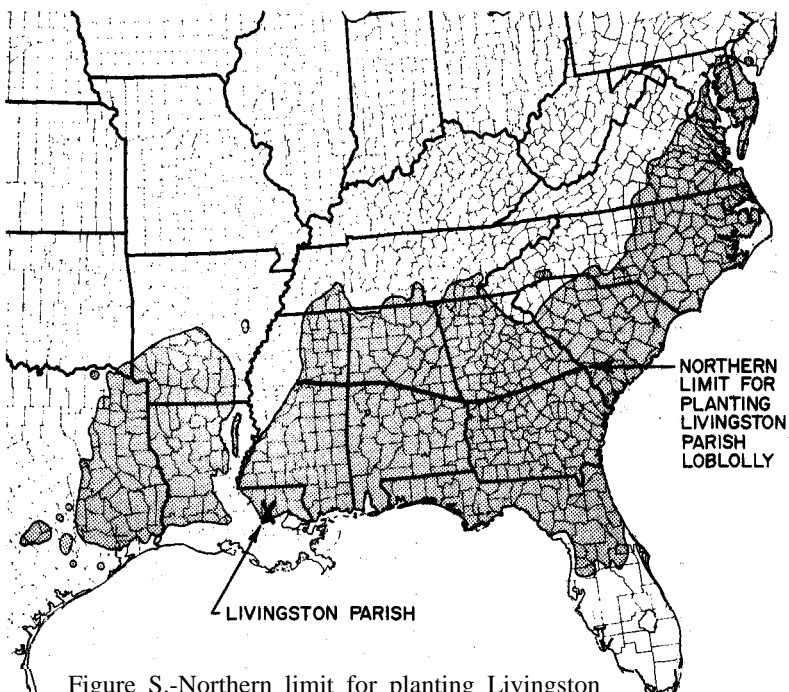 NORTHERN
LIMIT FOR
PLANTING
LIVINGSTON
PARISH
LOBLOLLY
LIVINGSTON PARISH
Figure S.-Northern limit for planting Livingston